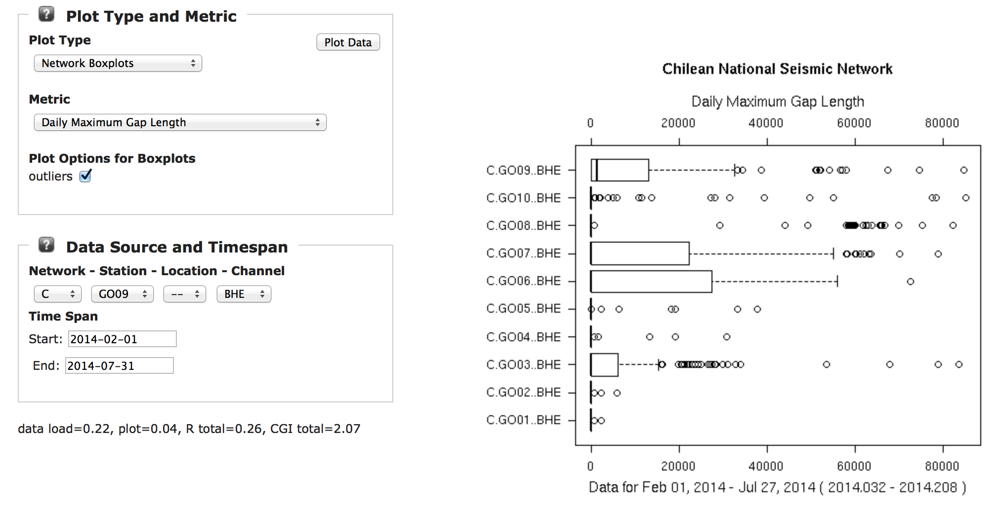 ? Plot Type and Metric
Plot Type
Plot Data
Network Boxplots
Metric
Daily Maximum Gap Length
Plot Options for Boxplots
outliers
? Data Source and Timespan
Network - Station - Location - Channel
C GO09 -- BHE
Time Span
Start: 2014-02-01
End: 2014-07-31
data load=0.22, plot=0.04, R total=0.26, CGI total=2.07
Chilean National Seismic Network
Daily Maximum Gap Length
0 20000 40000 60000 80000
C.GO09..BHE
C.GO10..BHE
C.GO08..BHE
C.GO07..BHE
C.GO06..BHE
C.GO05..BHE
C.GO04..BHE
C.GO03..BHE
C.GO02..BHE
C.GO01..BHE
0 20000 40000 60000 80000
Data for Feb 01, 2014 - Jul 27, 2014 ( 2014.032 - 2014.208 )